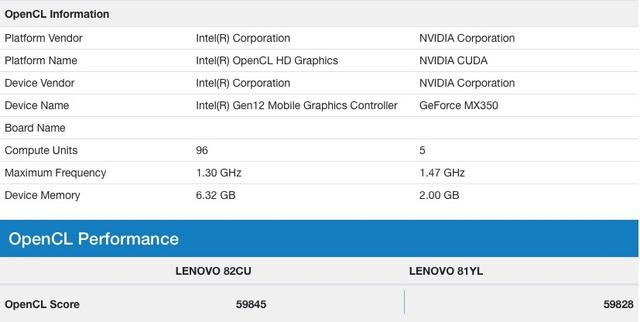 OpenCL Information
Platform Vendor Intel(R) Corporation NVIDIA Corporation
Platform Name Intel(R) OpenCL HD Graphics NVIDIA CUDA
Device Vendor Intel(R) Corporation NVIDIA Corporation
Device Name Intel(R) Gen12 Mobile Graphics Controller GeForce MX350
Board Name
Compute Units 96 5
Maximum Frequency 1.30 GHz 1.47 GHz
Device Memory 6.32 GB 2.00 GB
OpenCL Performance
LENOVO 82CU LENOVO 81YL
OpenCL Score 59845 59828